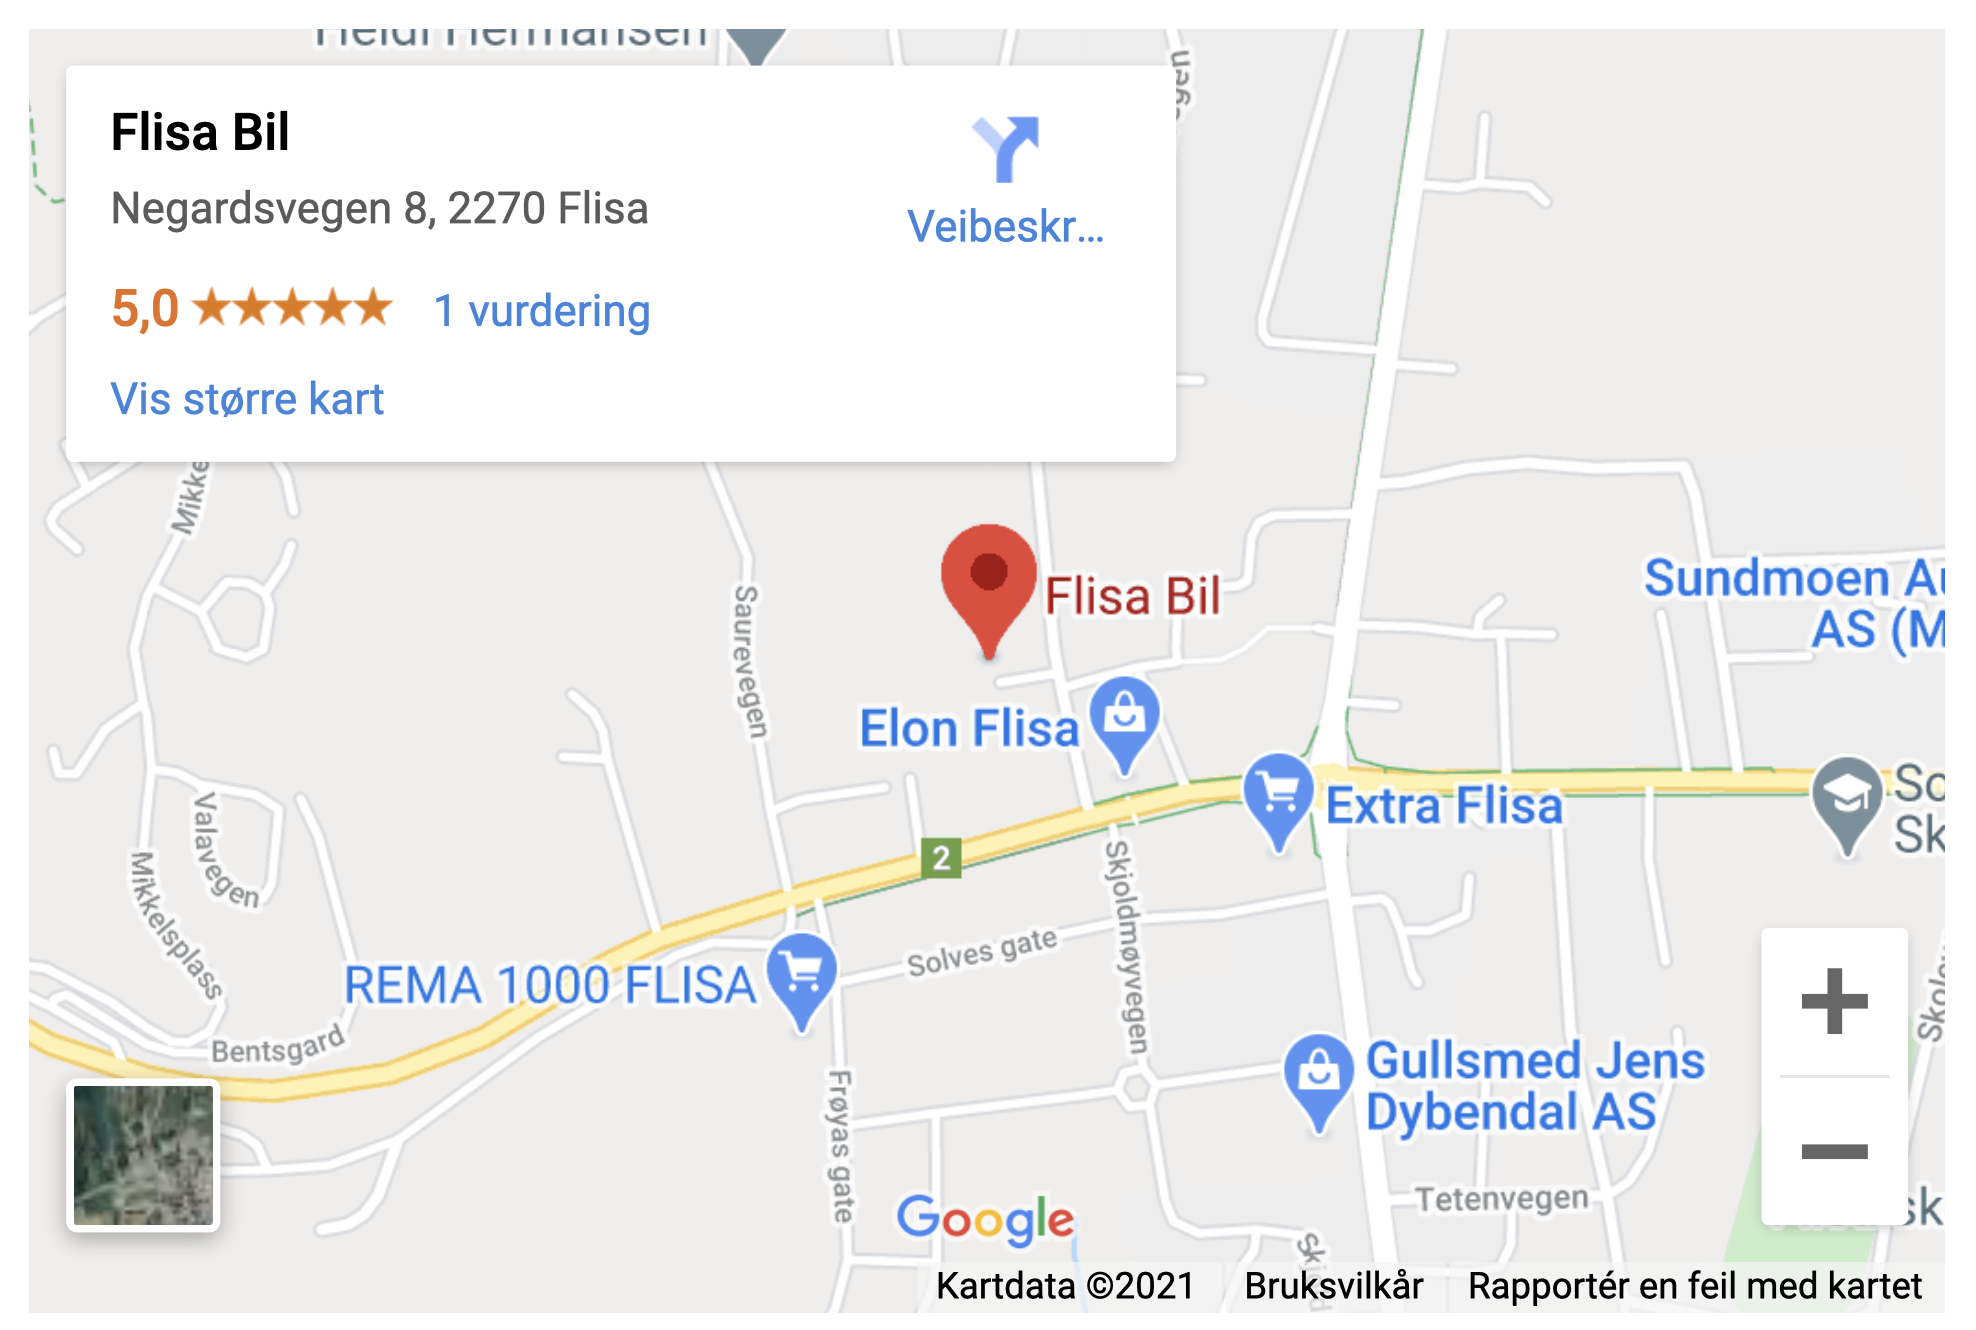 Heidi Hermansen
Flisa Bil
Negardsvegen 8, 2270 Flisa
Veibeskr...
5,0
1 vurdering
Vis større kart
Mikke
Saurevegen
Flisa Bil
Sundmoen Au
AS (M
Elon Flisa
Extra Flisa
So
Sk
2
Valavegen
Mikkelsplass
Skjoldmøyvegen
Solves gate
REMA 1000 FLISA
Bentsgard
Skolev
Gullsmed Jens
Dybendal AS
Frøyas gate
Tetenvegen
Google
Kartdata ©2021
Bruksvilkår
Rapportér en feil med kartet